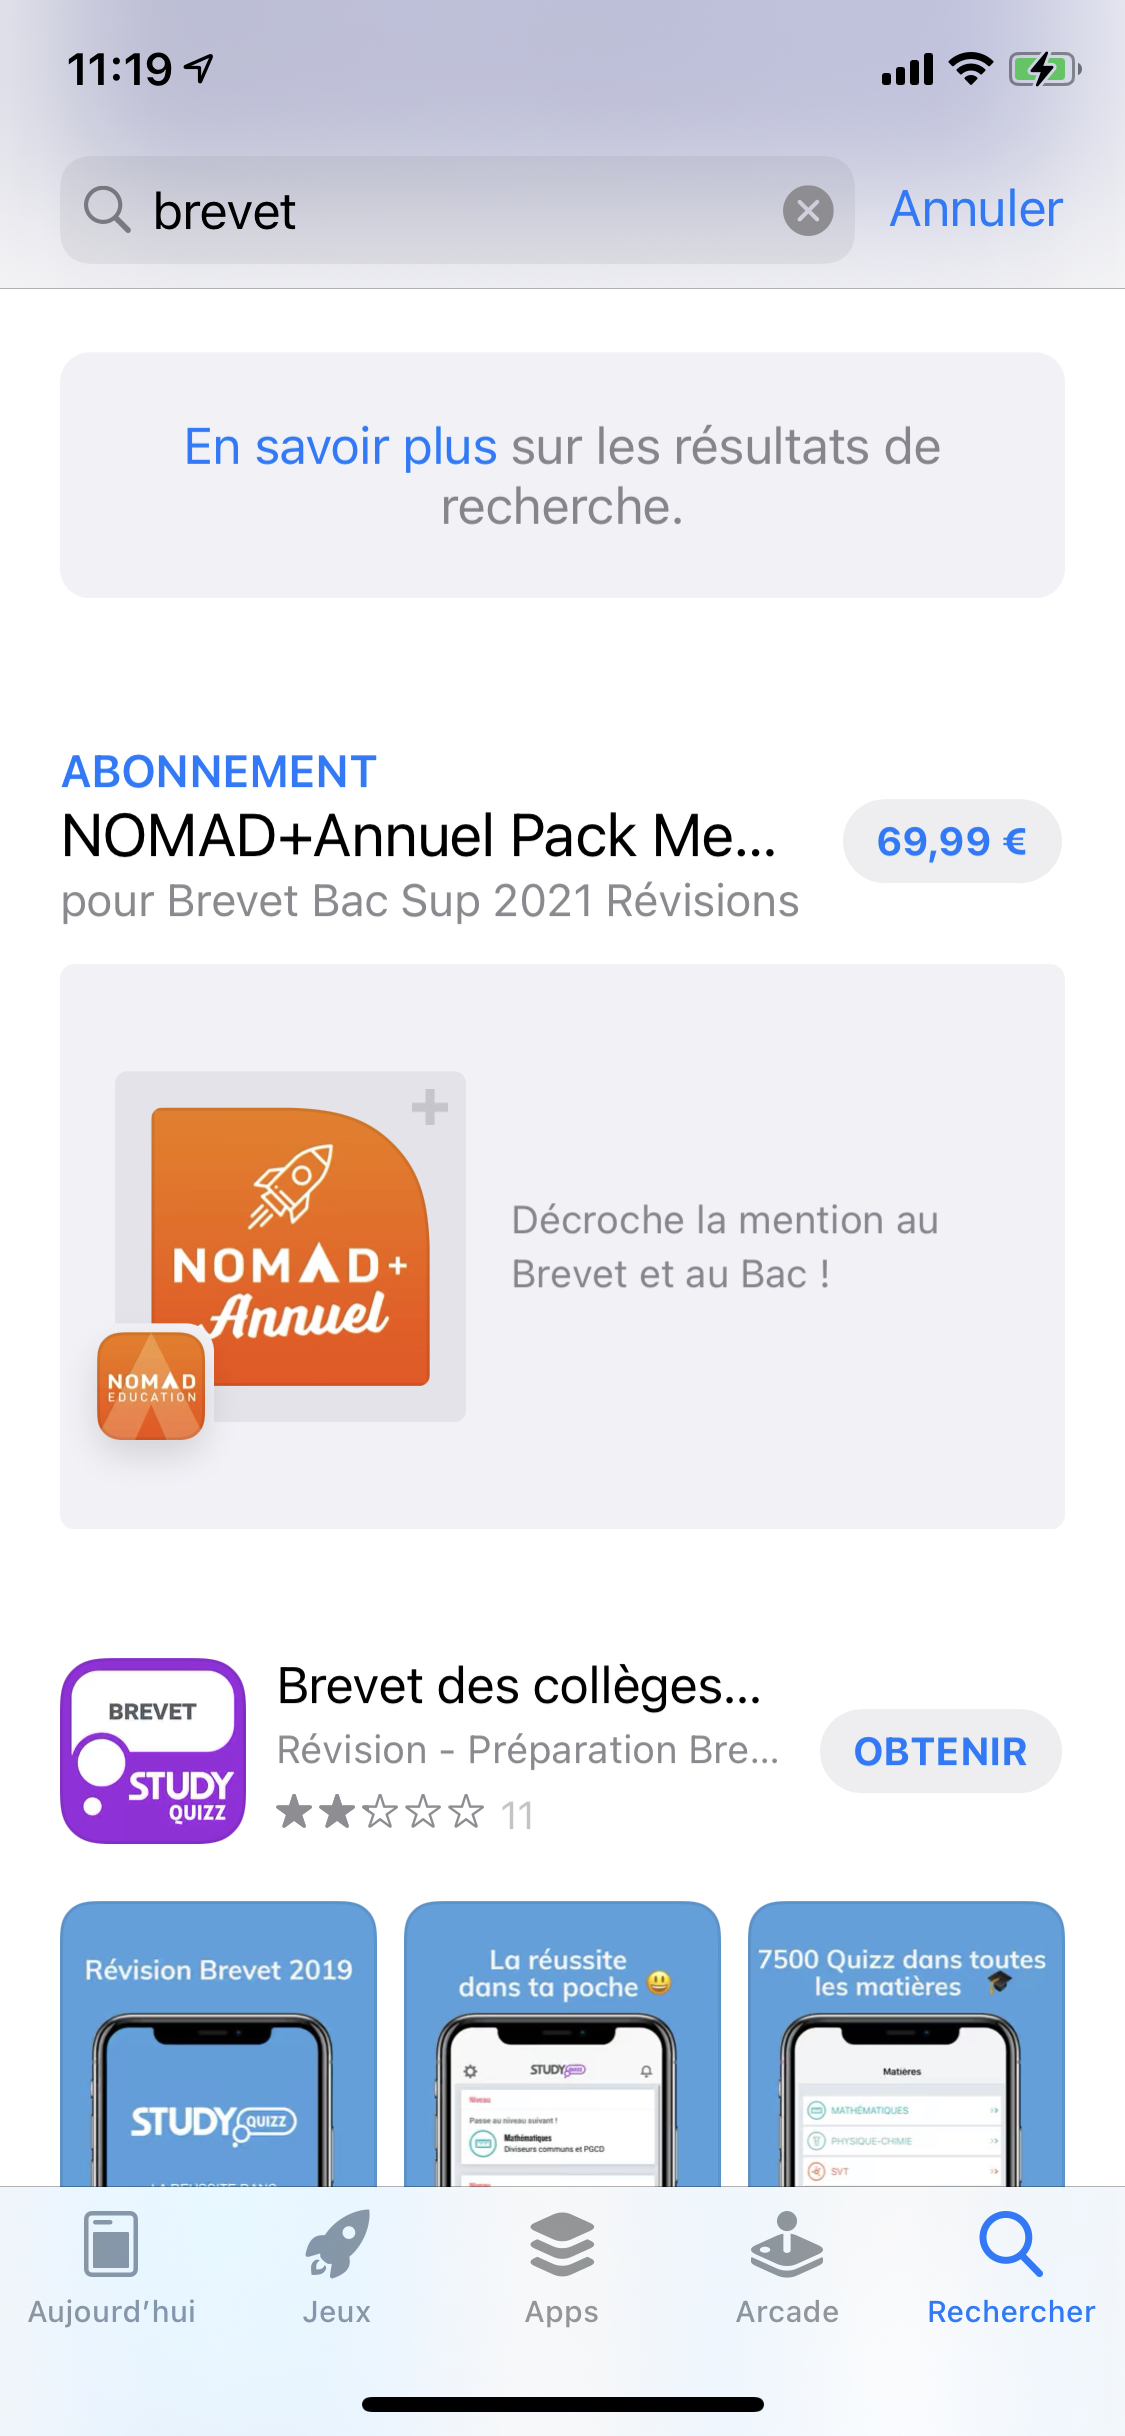 11:19
brevet
Annuler
En savoir plus sur les résultats de
recherche.
ABONNEMENT
NOMAD+Annuel Pack Me...
69,99 €
pour Brevet Bac Sup 2021 Révisions
NOMAD+
Annuel
NOMAD
EDUCATION
Décroche la mention au
Brevet et au Bac !
BREVET
STUDY
QUIZZ
Brevet des collèges...
Révision - Préparation Bre...
11
OBTENIR
Révision Brevet 2019
STUDY QUIZZ
La réussite
dans ta poche
STUDY
Niveau
Passe au niveau suivant !
Mathématiques
Diviseurs communs et PGCD
7500 Quizz dans toutes
les matières
Matières
MATHÉMATIQUES
PHYSIQUE-CHIMIE
SVT
Aujourd'hui
Jeux
Apps
Arcade
Rechercher